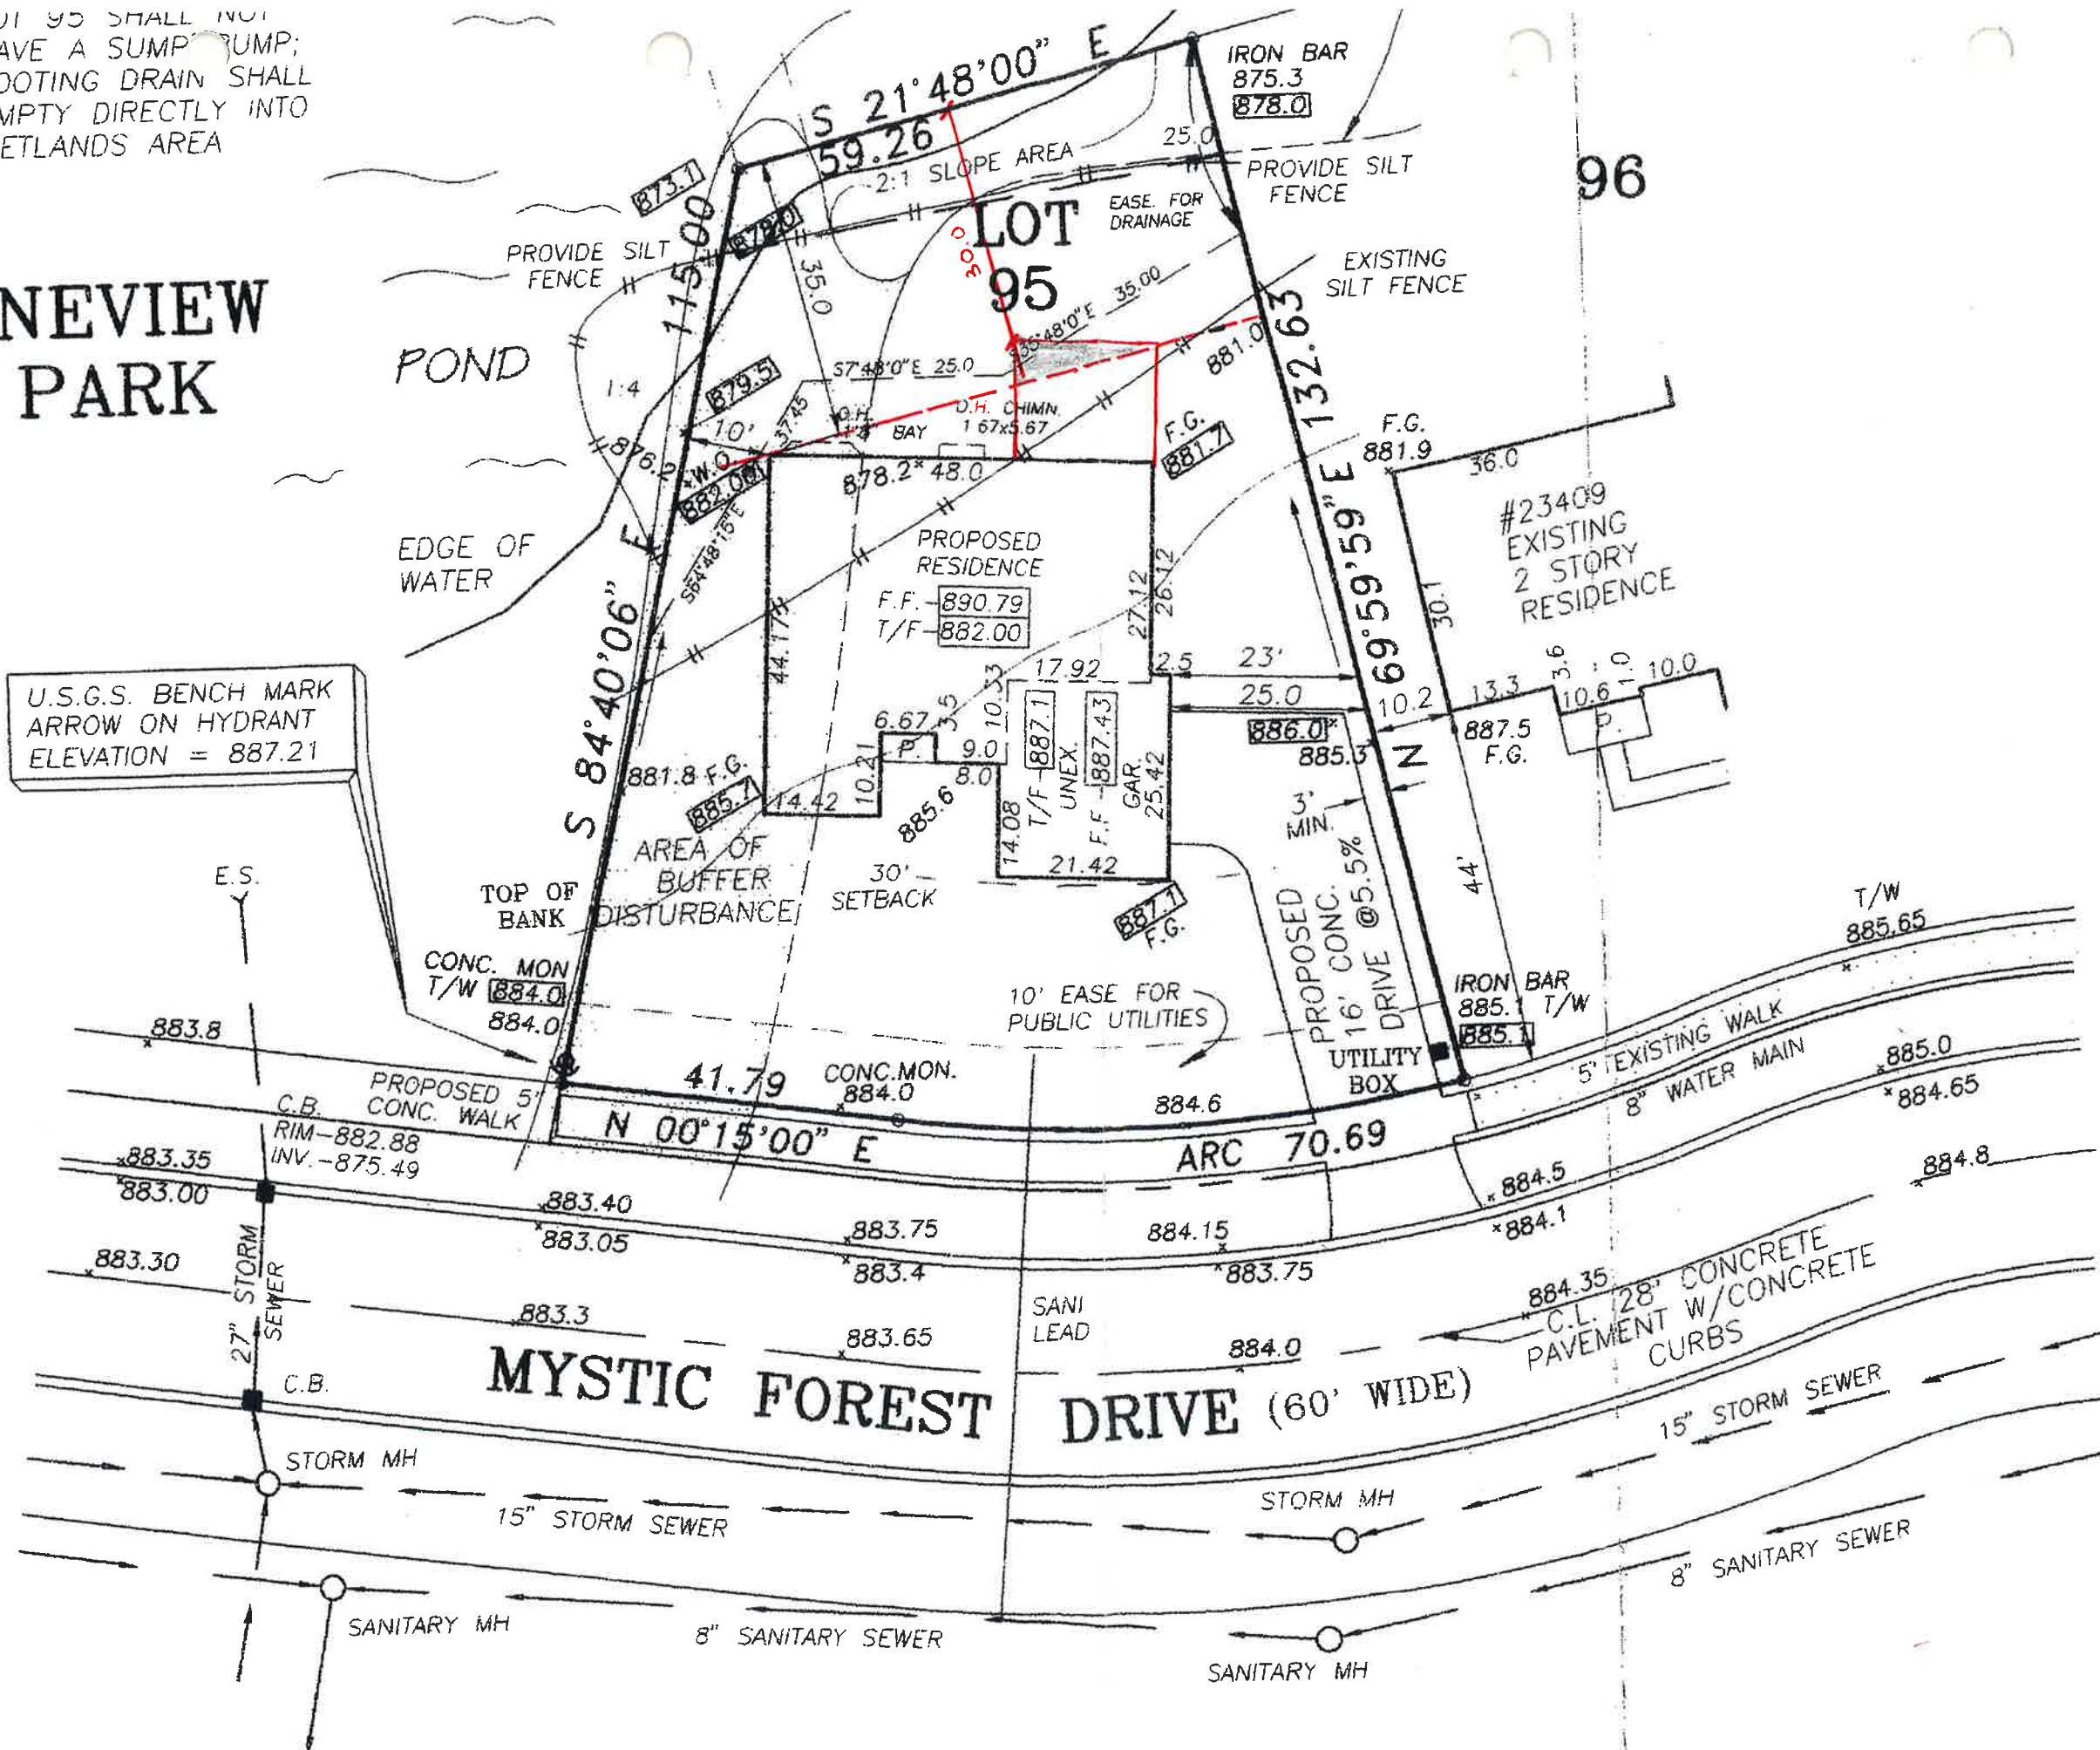 95 SHALL NOT
AVE A SUMP PUMP;
OOTING DRAIN SHALL
MPTY DIRECTLY INTO
ETLANDS AREA
NEVIEW
PARK
POND
EDGE OF
WATER
PROVIDE SILT
FENCE
1:4
S 21°48'00" E
59.26
2:1 SLOPE AREA
IRON BAR
875.3
878.0
25.0
PROVIDE SILT
FENCE
96
873.1
115.00
35.0
LOT
95
30.0
EASE. FOR
DRAINAGE
EXISTING
SILT FENCE
35.00
S7°48'0"E 25.0
881.0
132.63
879.5
10'
37.45
O.H.
BAY
O.H. CHIMN.
1.67x5.67
F.G.
881.7
F.G.
881.9
36.0
876.2
W.O.
882.00
878.2
48.0
S64°48'15"E
#23409
EXISTING
2 STORY
RESIDENCE
30.1
PROPOSED
RESIDENCE
F.F.-890.79
T/F-882.00
44.17
27.12
26.12
N 69°59'59" E
S 84°40'06" E
U.S.G.S. BENCH MARK
ARROW ON HYDRANT
ELEVATION = 887.21
17.92
2.5
23'
25.0
10.2
13.3
3.6
10.6
1.0
10.0
P.
6.67
3.5
10.33
P.
9.0
8.0
10.21
14.42
881.8 F.G.
885.7
885.6
T/F-887.1
UNEX.
F.F.-887.43
GAR.
25.42
14.08
21.42
886.0
885.3
887.5
F.G.
3'
MIN.
44'
AREA OF
BUFFER
DISTURBANCE
30'
SETBACK
887.1
F.G.
PROPOSED
16' CONC.
DRIVE @5.5%
E.S.
TOP OF
BANK
CONC. MON
T/W 884.0
884.0
10' EASE FOR
PUBLIC UTILITIES
IRON BAR
885.1 T/W
885.1
UTILITY
BOX
T/W
885.65
5' EXISTING WALK
8" WATER MAIN
885.0
884.65
883.8
PROPOSED 5'
CONC. WALK
C.B.
RIM-882.88
INV.-875.49
41.79
CONC.MON.
884.0
884.6
N 00°15'00" E
ARC 70.69
883.35
883.00
883.40
883.05
883.75
883.4
884.15
883.75
884.5
884.1
884.8
883.30
27" STORM
SEWER
883.3
883.65
SANI
LEAD
884.0
884.35
C.L. 28' CONCRETE
PAVEMENT W/CONCRETE
CURBS
C.B.
MYSTIC FOREST DRIVE (60' WIDE)
STORM MH
15" STORM SEWER
STORM MH
15" STORM SEWER
SANITARY MH
8" SANITARY SEWER
SANITARY MH
8" SANITARY SEWER